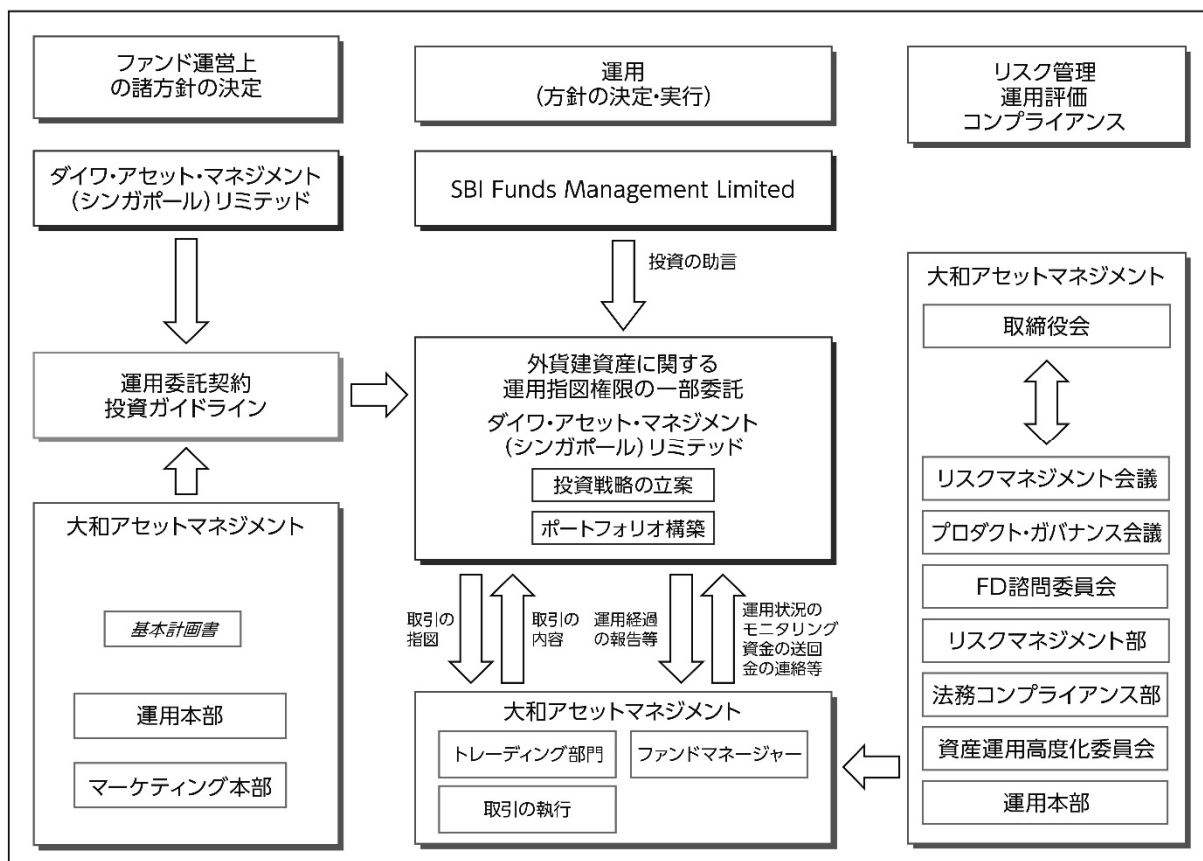 ファンド運営上
の諸方針の決定
運用
(方針の決定・実行)
リスク管理
運用評価
コンプライアンス
ダイワ・アセット・マネジメント
(シンガポール)リミテッド
SBI Funds Management Limited
投資の助言
運用委託契約
投資ガイドライン
外貨建資産に関する
運用指図権限の一部委託
ダイワ・アセット・マネジメント
(シンガポール)リミテッド
投資戦略の立案
ポートフォリオ構築
大和アセットマネジメント
基本計画書
運用本部
マーケティング本部
取引の
指図
取引の
内容
運用経過
の報告等
運用状況の
モニタリング
資金の送回
金の連絡等
大和アセットマネジメント
トレーディング部門
ファンドマネージャー
取引の執行
大和アセットマネジメント
取締役会
リスクマネジメント会議
プロダクト・ガバナンス会議
FD諮問委員会
リスクマネジメント部
法務コンプライアンス部
資産運用高度化委員会
運用本部